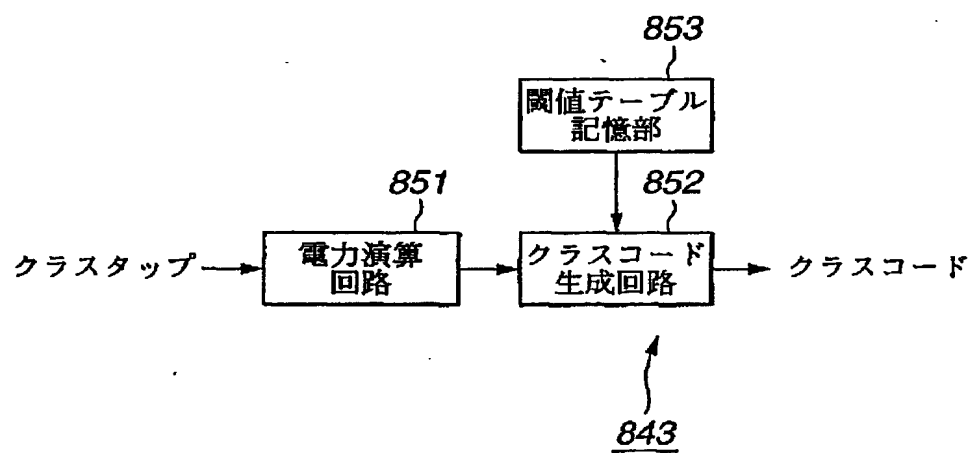 853
閾値テーブル
記憶部
851
852
クラスタップ
電力演算
回路
クラスコード
生成回路
クラスコード
843